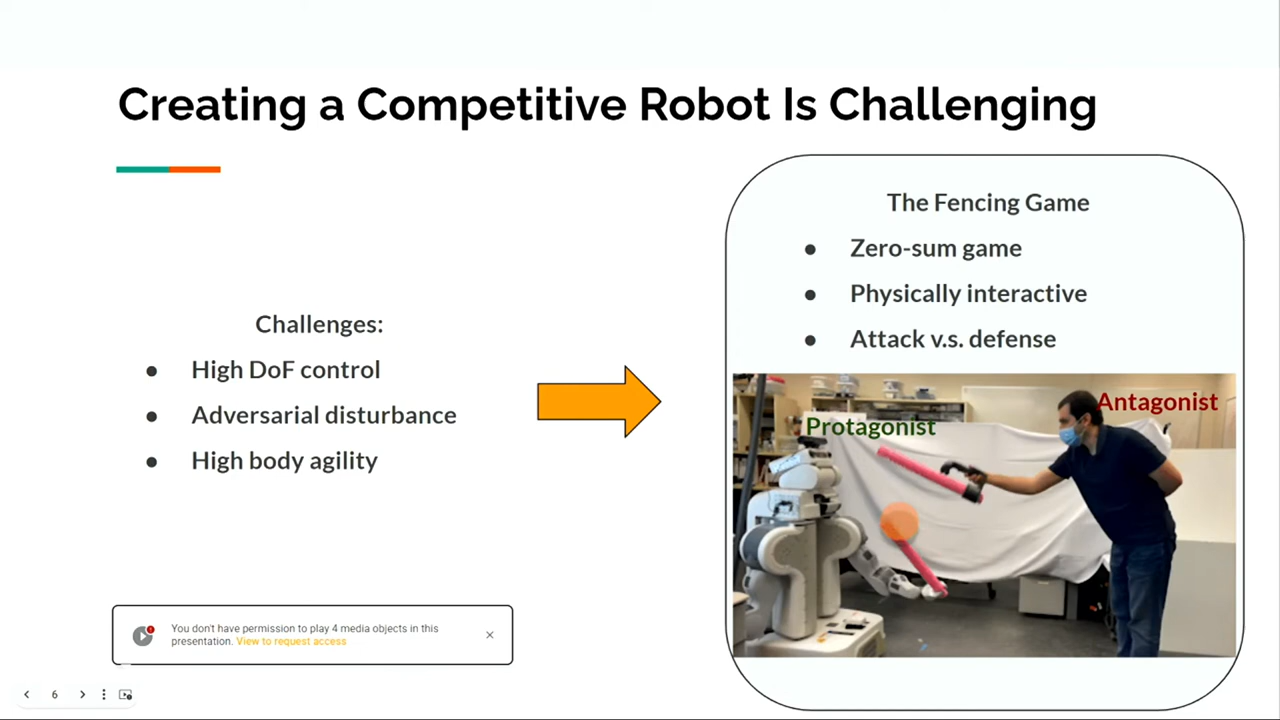 Creating a Competitive Robot Is Challenging
Challenges:
● High DoF control
● Adversarial disturbance
● High body agility
The Fencing Game
● Zero-sum game
● Physically interactive
● Attack v.s. defense
Antagonist
Protagonist
You don't have permission to play 4 media objects in this
presentation. View to request access
6